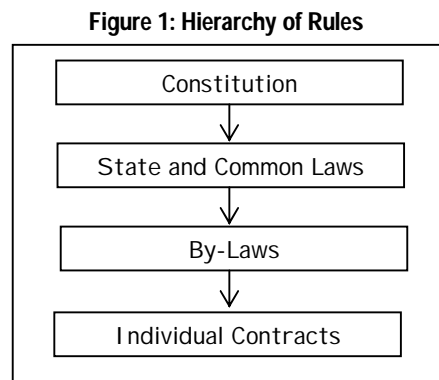 Figure 1: Hierarchy of Rules
Constitution
State and Common Laws
By-Laws
Individual Contracts